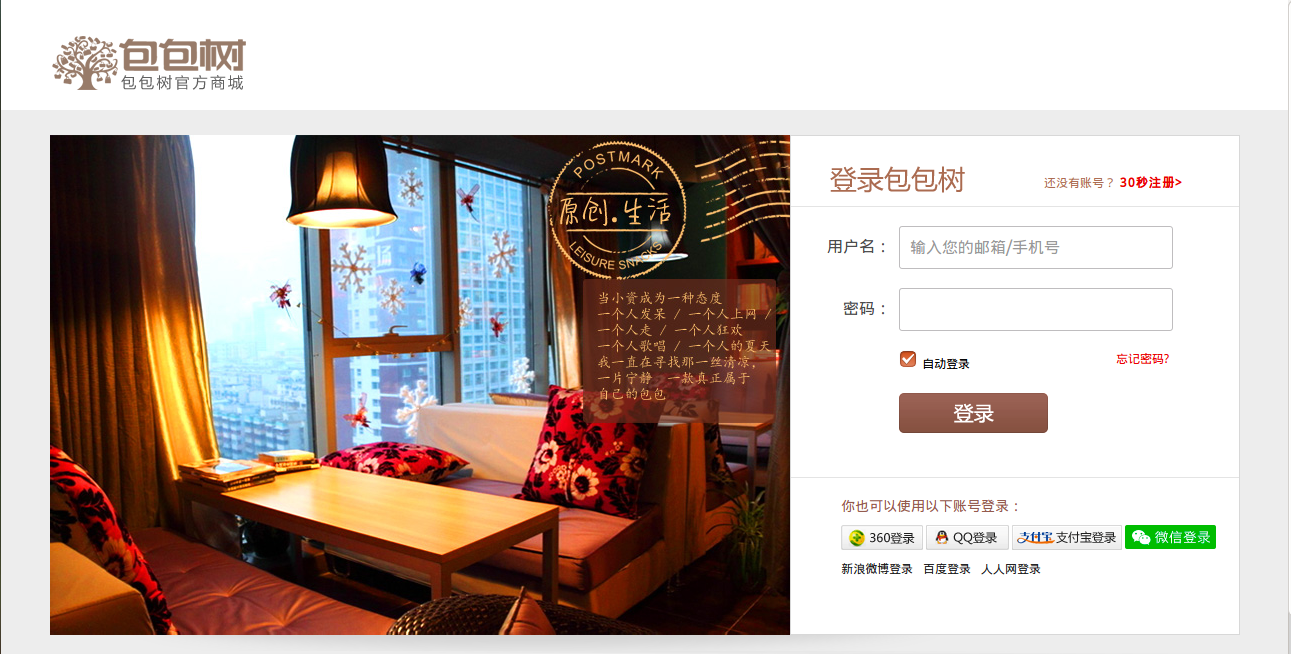 包包树
包包树官方商城
POSTMARK
原创.生活
LEISURE SNACKS
当小资成为一种态度
一个人发呆 / 一个人上网 /
一个人走 / 一个人狂欢
一个人歌唱 / 一个人的夏天
我一直在寻找那一丝清凉,
一片宁静，一款真正属于
自己的包包
登录包包树
还没有账号？ 30秒注册>
用户名：
输入您的邮箱/手机号
密码：
自动登录
忘记密码?
登录
你也可以使用以下账号登录：
360登录 QQ登录 支付宝 支付宝登录 微信登录
新浪微博登录 百度登录 人人网登录